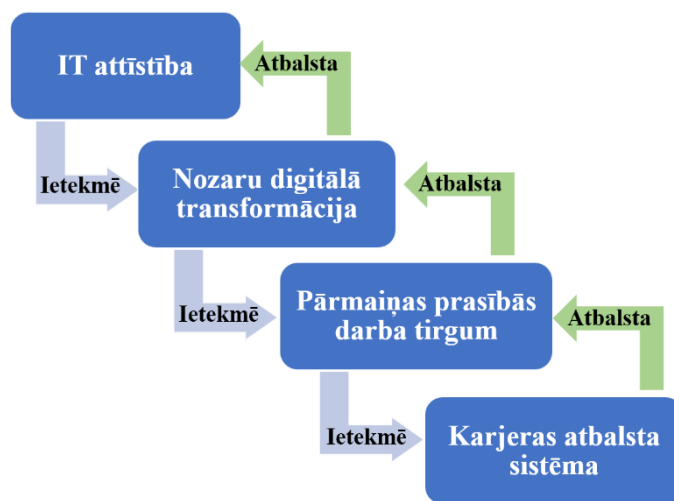 IT attīstība
Atbalsta
Ietekmē
Nozaru digitālā
transformācija
Atbalsta
Ietekmē
Pārmaiņas prasībās
darba tirgum
Atbalsta
Ietekmē
Karjeras atbalsta
sistēma